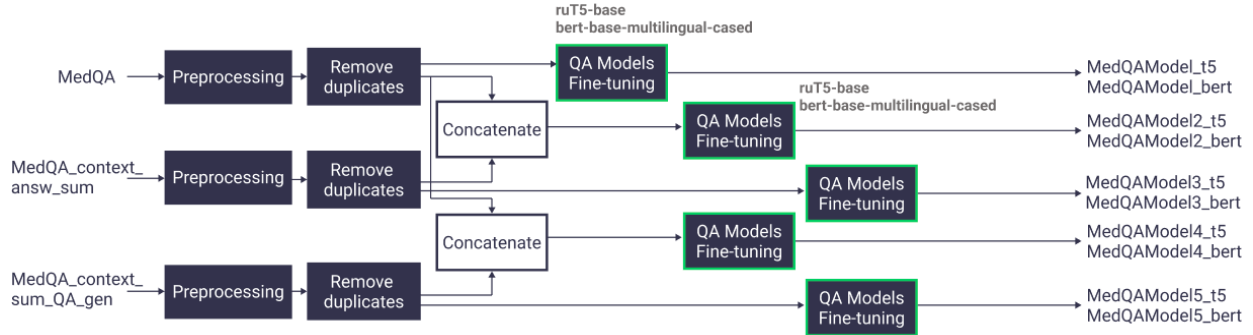 ruT5-base
bert-base-multilingual-cased
MedQA
Preprocessing
Remove
duplicates
QA Models
Fine-tuning
MedQAModel_t5
MedQAModel_bert
ruT5-base
bert-base-multilingual-cased
Concatenate
QA Models
Fine-tuning
MedQAModel2_t5
MedQAModel2_bert
MedQA_context_
answ_sum
Preprocessing
Remove
duplicates
QA Models
Fine-tuning
MedQAModel3_t5
MedQAModel3_bert
Concatenate
QA Models
Fine-tuning
MedQAModel4_t5
MedQAModel4_bert
MedQA_context_
sum_QA_gen
Preprocessing
Remove
duplicates
QA Models
Fine-tuning
MedQAModel5_t5
MedQAModel5_bert